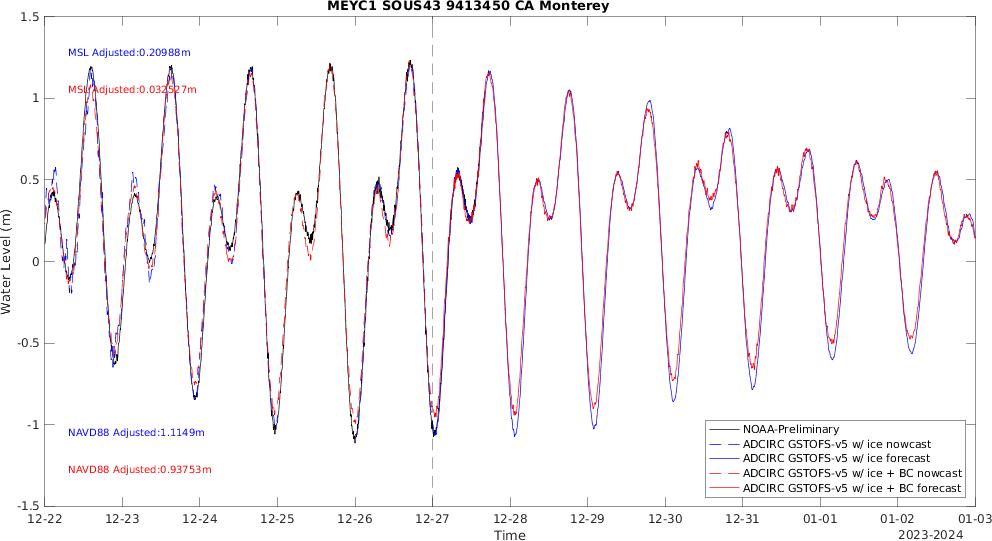 MEYC1 SOUS43 9413450 CA Monterey
1.5
MSL Adjusted:0.20988m
MSL Adjusted:0.032527m
1
0.5
0
Water Level (m)
-0.5
-1
NAVD88 Adjusted:1.1149m
NAVD88 Adjusted:0.93753m
-1.5
NOAA-Preliminary
ADCIRC GSTOFS-v5 w/ ice nowcast
ADCIRC GSTOFS-v5 w/ ice forecast
ADCIRC GSTOFS-v5 w/ ice + BC nowcast
ADCIRC GSTOFS-v5 w/ ice + BC forecast
12-22 12-23 12-24 12-25 12-26 12-27 12-28 12-29 12-30 12-31 01-01 01-02 01-03
Time
2023-2024